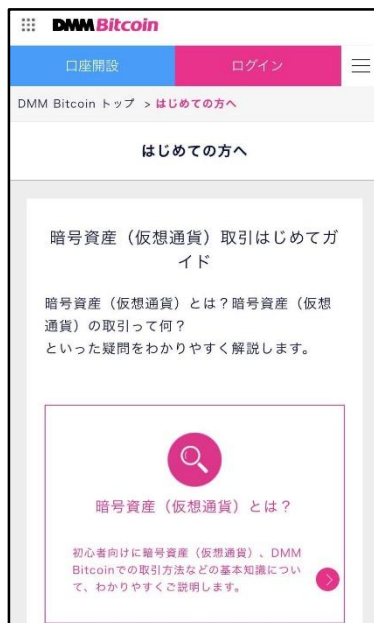 DMM Bitcoin
口座開設
ログイン
DMM Bitcoin トップ > はじめての方へ
はじめての方へ
暗号資産（仮想通貨）取引はじめてガ
イド
暗号資産（仮想通貨）とは？暗号資産（仮想
通貨）の取引って何？
といった疑問をわかりやすく解説します。
暗号資産（仮想通貨）とは？
初心者向けに暗号資産（仮想通貨）、DMM
Bitcoinでの取引方法などの基本知識につい
て、わかりやすくご説明します。